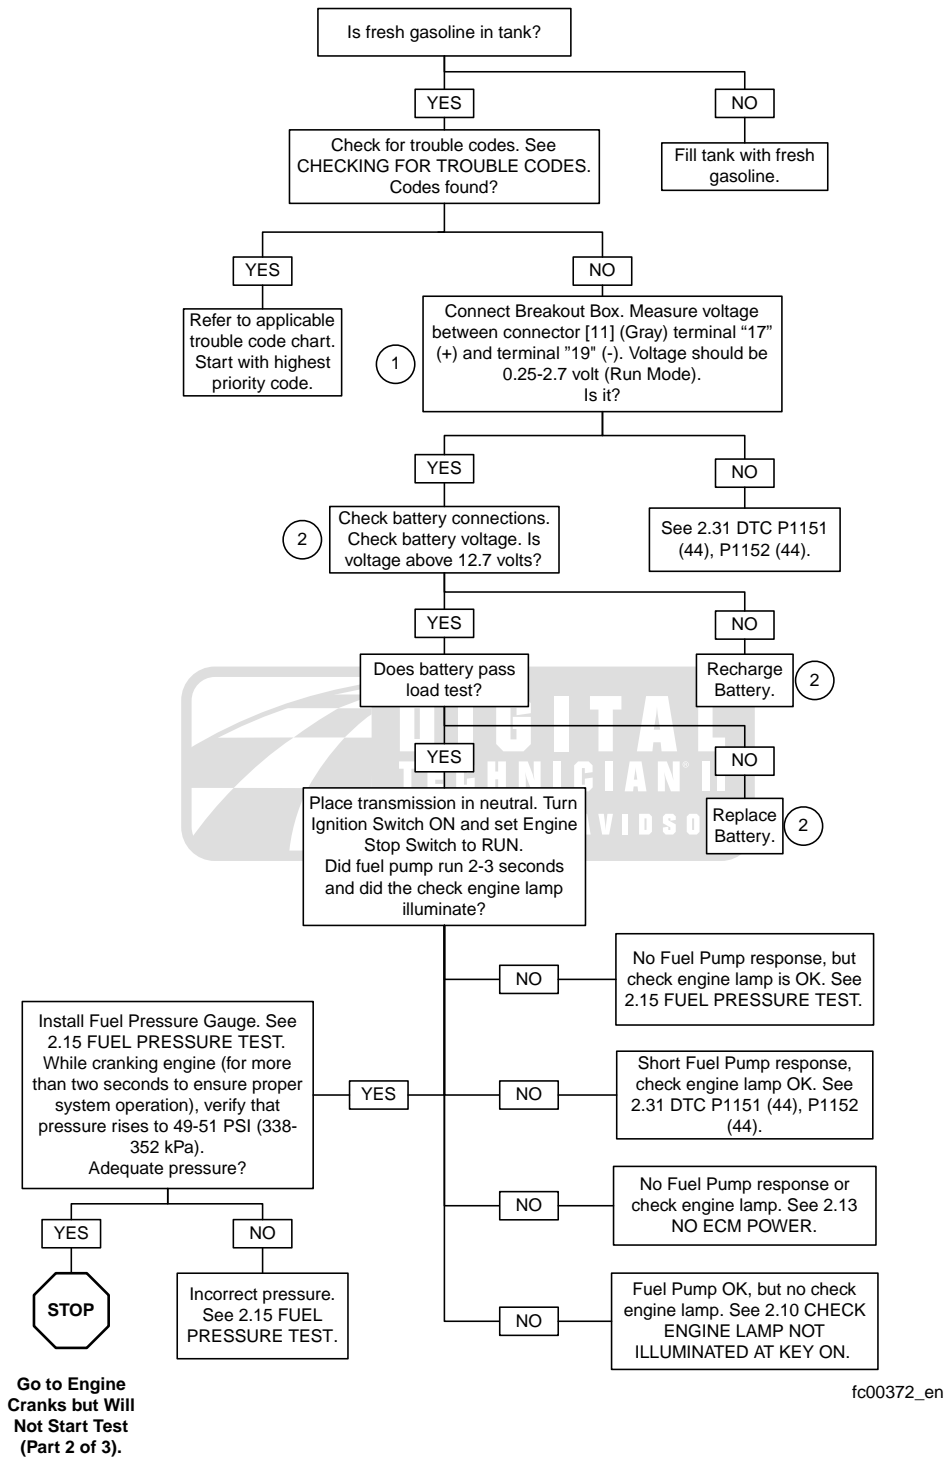 Is fresh gasoline in tank?
YES
NO
Check for trouble codes. See
CHECKING FOR TROUBLE CODES.
Codes found?
Fill tank with fresh
gasoline.
YES
NO
Refer to applicable
trouble code chart.
Start with highest
priority code.
1
Connect Breakout Box. Measure voltage
between connector [11] (Gray) terminal “17”
(+) and terminal ”19” (-). Voltage should be
0.25-2.7 volt (Run Mode).
Is it?
YES
NO
2
Check battery connections.
Check battery voltage. Is
voltage above 12.7 volts?
See 2.31 DTC P1151
(44), P1152 (44).
YES
NO
Does battery pass
load test?
Recharge
Battery.
2
DIGITAL
TECHNICIAN II
YES
NO
Place transmission in neutral. Turn
Ignition Switch ON and set Engine
Stop Switch to RUN.
Did fuel pump run 2-3 seconds
and did the check engine lamp
illuminate?
AVIDSO
Replace
Battery.
2
NO
No Fuel Pump response, but
check engine lamp is OK. See
2.15 FUEL PRESSURE TEST.
Install Fuel Pressure Gauge. See
2.15 FUEL PRESSURE TEST.
While cranking engine (for more
than two seconds to ensure proper
system operation), verify that
pressure rises to 49-51 PSI (338-
352 kPa).
Adequate pressure?
YES
NO
Short Fuel Pump response,
check engine lamp OK. See
2.31 DTC P1151 (44), P1152
(44).
NO
No Fuel Pump response or
check engine lamp. See 2.13
NO ECM POWER.
YES
NO
STOP
Incorrect pressure.
See 2.15 FUEL
PRESSURE TEST.
NO
Fuel Pump OK, but no check
engine lamp. See 2.10 CHECK
ENGINE LAMP NOT
ILLUMINATED AT KEY ON.
Go to Engine
Cranks but Will
Not Start Test
(Part 2 of 3).
fc00372_en